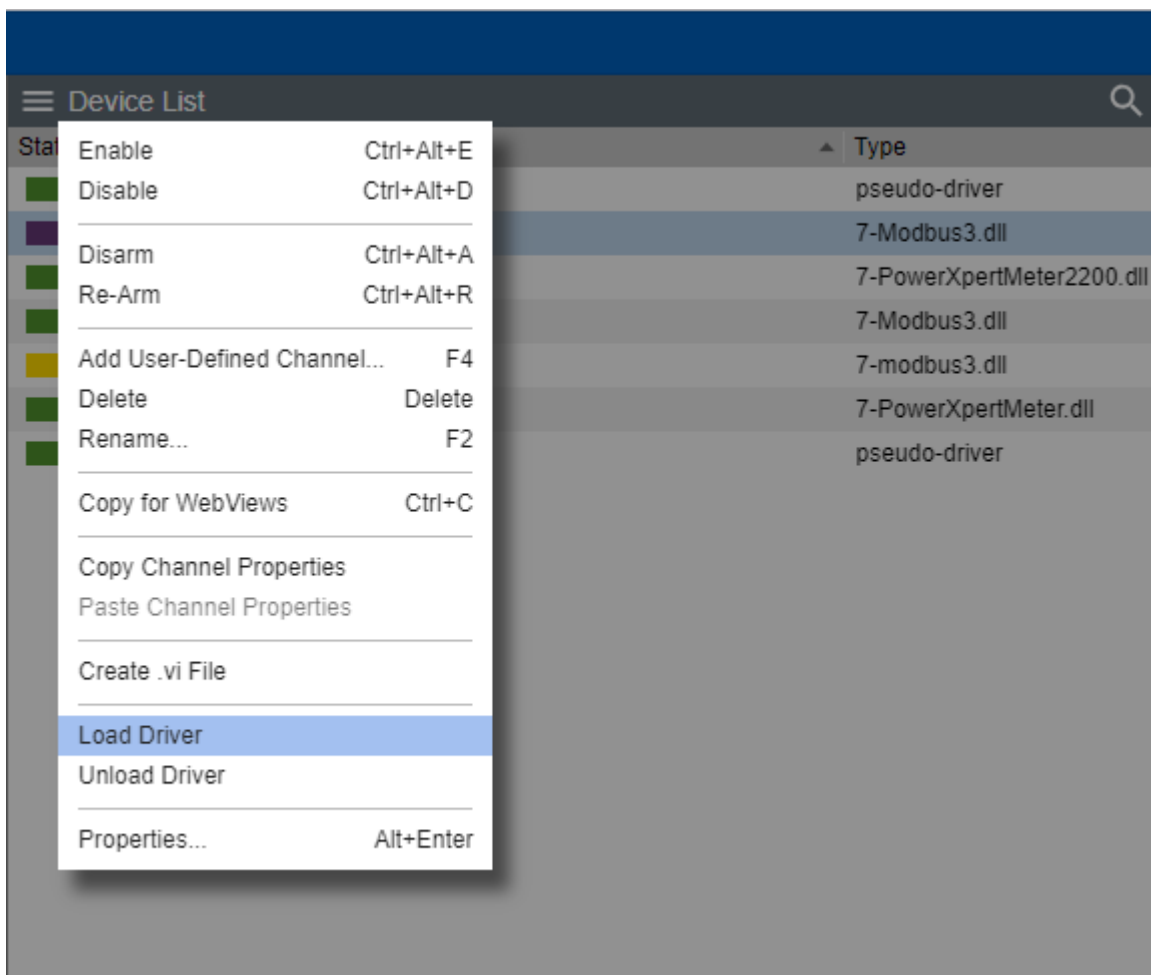 Device List
Stat Type
Enable Ctrl+Alt+E
Disable Ctrl+Alt+D
Disarm Ctrl+Alt+A
Re-Arm Ctrl+Alt+R
Add User-Defined Channel... F4
Delete Delete
Rename... F2
Copy for WebViews Ctrl+C
Copy Channel Properties
Paste Channel Properties
Create .vi File
Load Driver
Unload Driver
Properties... Alt+Enter
pseudo-driver
7-Modbus3.dll
7-PowerXpertMeter2200.dll
7-Modbus3.dll
7-modbus3.dll
7-PowerXpertMeter.dll
pseudo-driver